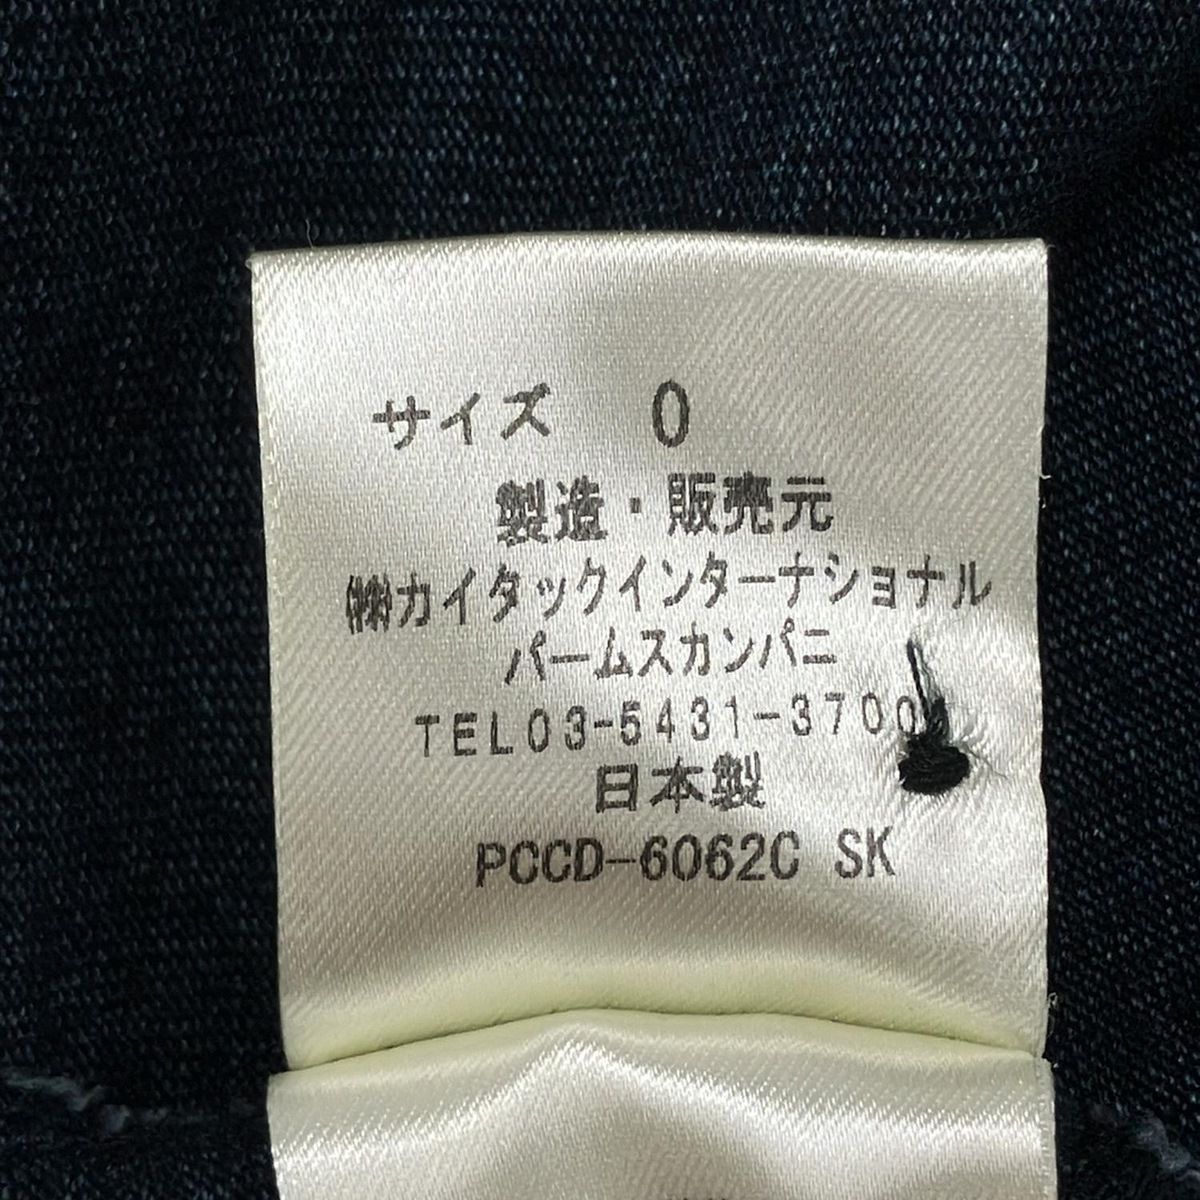 サイズ 0
製造・販売元
㈱カイタックインターナショナル
パームスカンパニー
TEL03-5431-3700
日本製
PCCD-6062C SK